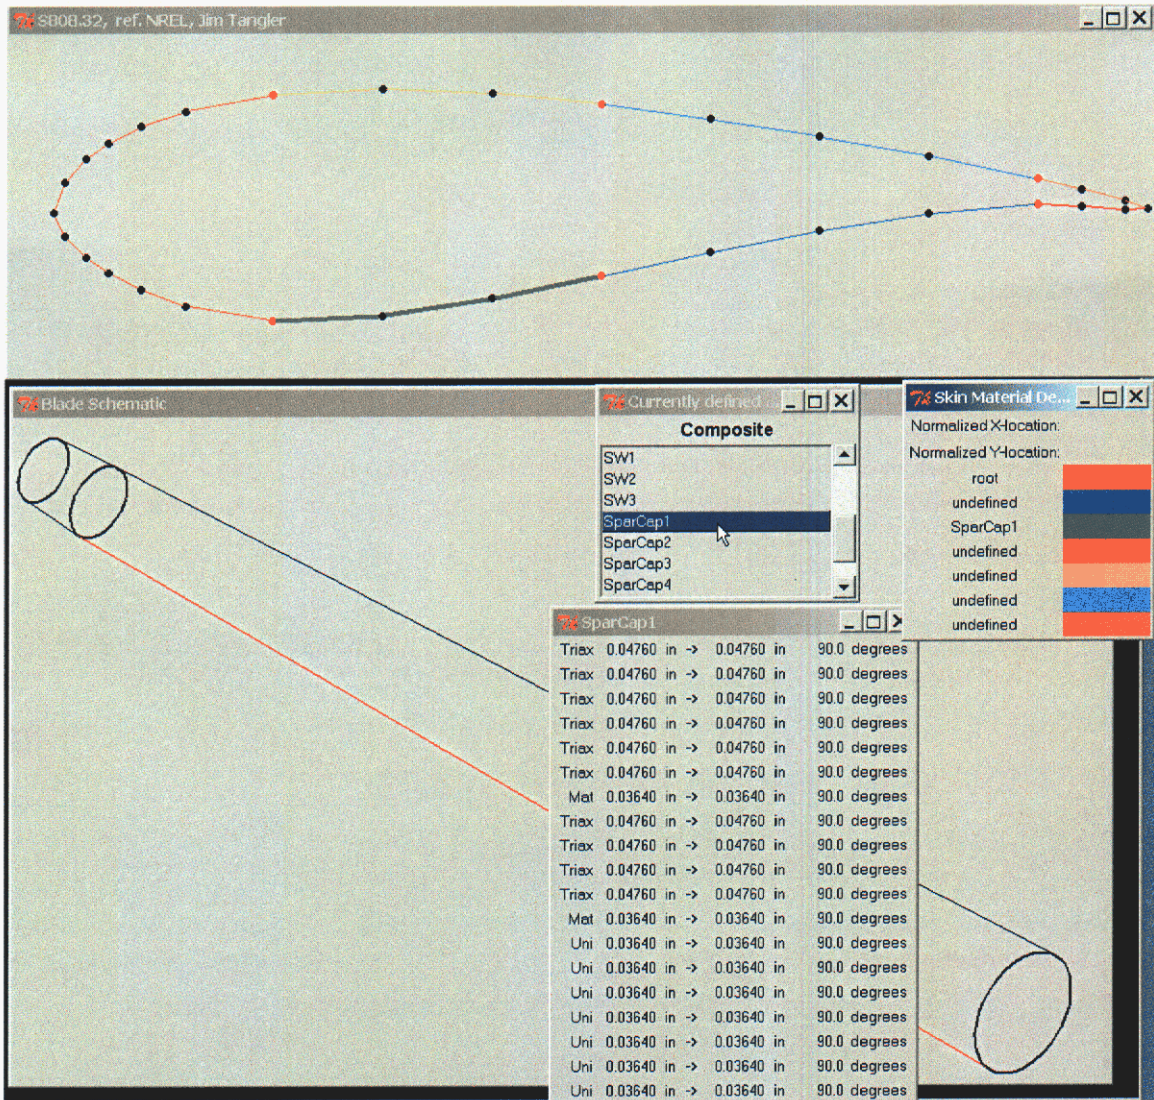 S808.32, ref. NREL, Jim Tangler
Blade Schematic
Currently defined ...
Composite
SW1
SW2
SW3
SparCap1
SparCap2
SparCap3
SparCap4
Skin Material De...
Normalized X-location:
Normalized Y-location:
root
undefined
SparCap1
undefined
undefined
undefined
undefined
SparCap1
Triax 0.04760 in -> 0.04760 in 90.0 degrees
Triax 0.04760 in -> 0.04760 in 90.0 degrees
Triax 0.04760 in -> 0.04760 in 90.0 degrees
Triax 0.04760 in -> 0.04760 in 90.0 degrees
Triax 0.04760 in -> 0.04760 in 90.0 degrees
Triax 0.04760 in -> 0.04760 in 90.0 degrees
Mat 0.03640 in -> 0.03640 in 90.0 degrees
Triax 0.04760 in -> 0.04760 in 90.0 degrees
Triax 0.04760 in -> 0.04760 in 90.0 degrees
Triax 0.04760 in -> 0.04760 in 90.0 degrees
Triax 0.04760 in -> 0.04760 in 90.0 degrees
Mat 0.03640 in -> 0.03640 in 90.0 degrees
Uni 0.03640 in -> 0.03640 in 90.0 degrees
Uni 0.03640 in -> 0.03640 in 90.0 degrees
Uni 0.03640 in -> 0.03640 in 90.0 degrees
Uni 0.03640 in -> 0.03640 in 90.0 degrees
Uni 0.03640 in -> 0.03640 in 90.0 degrees
Uni 0.03640 in -> 0.03640 in 90.0 degrees
Uni 0.03640 in -> 0.03640 in 90.0 degrees